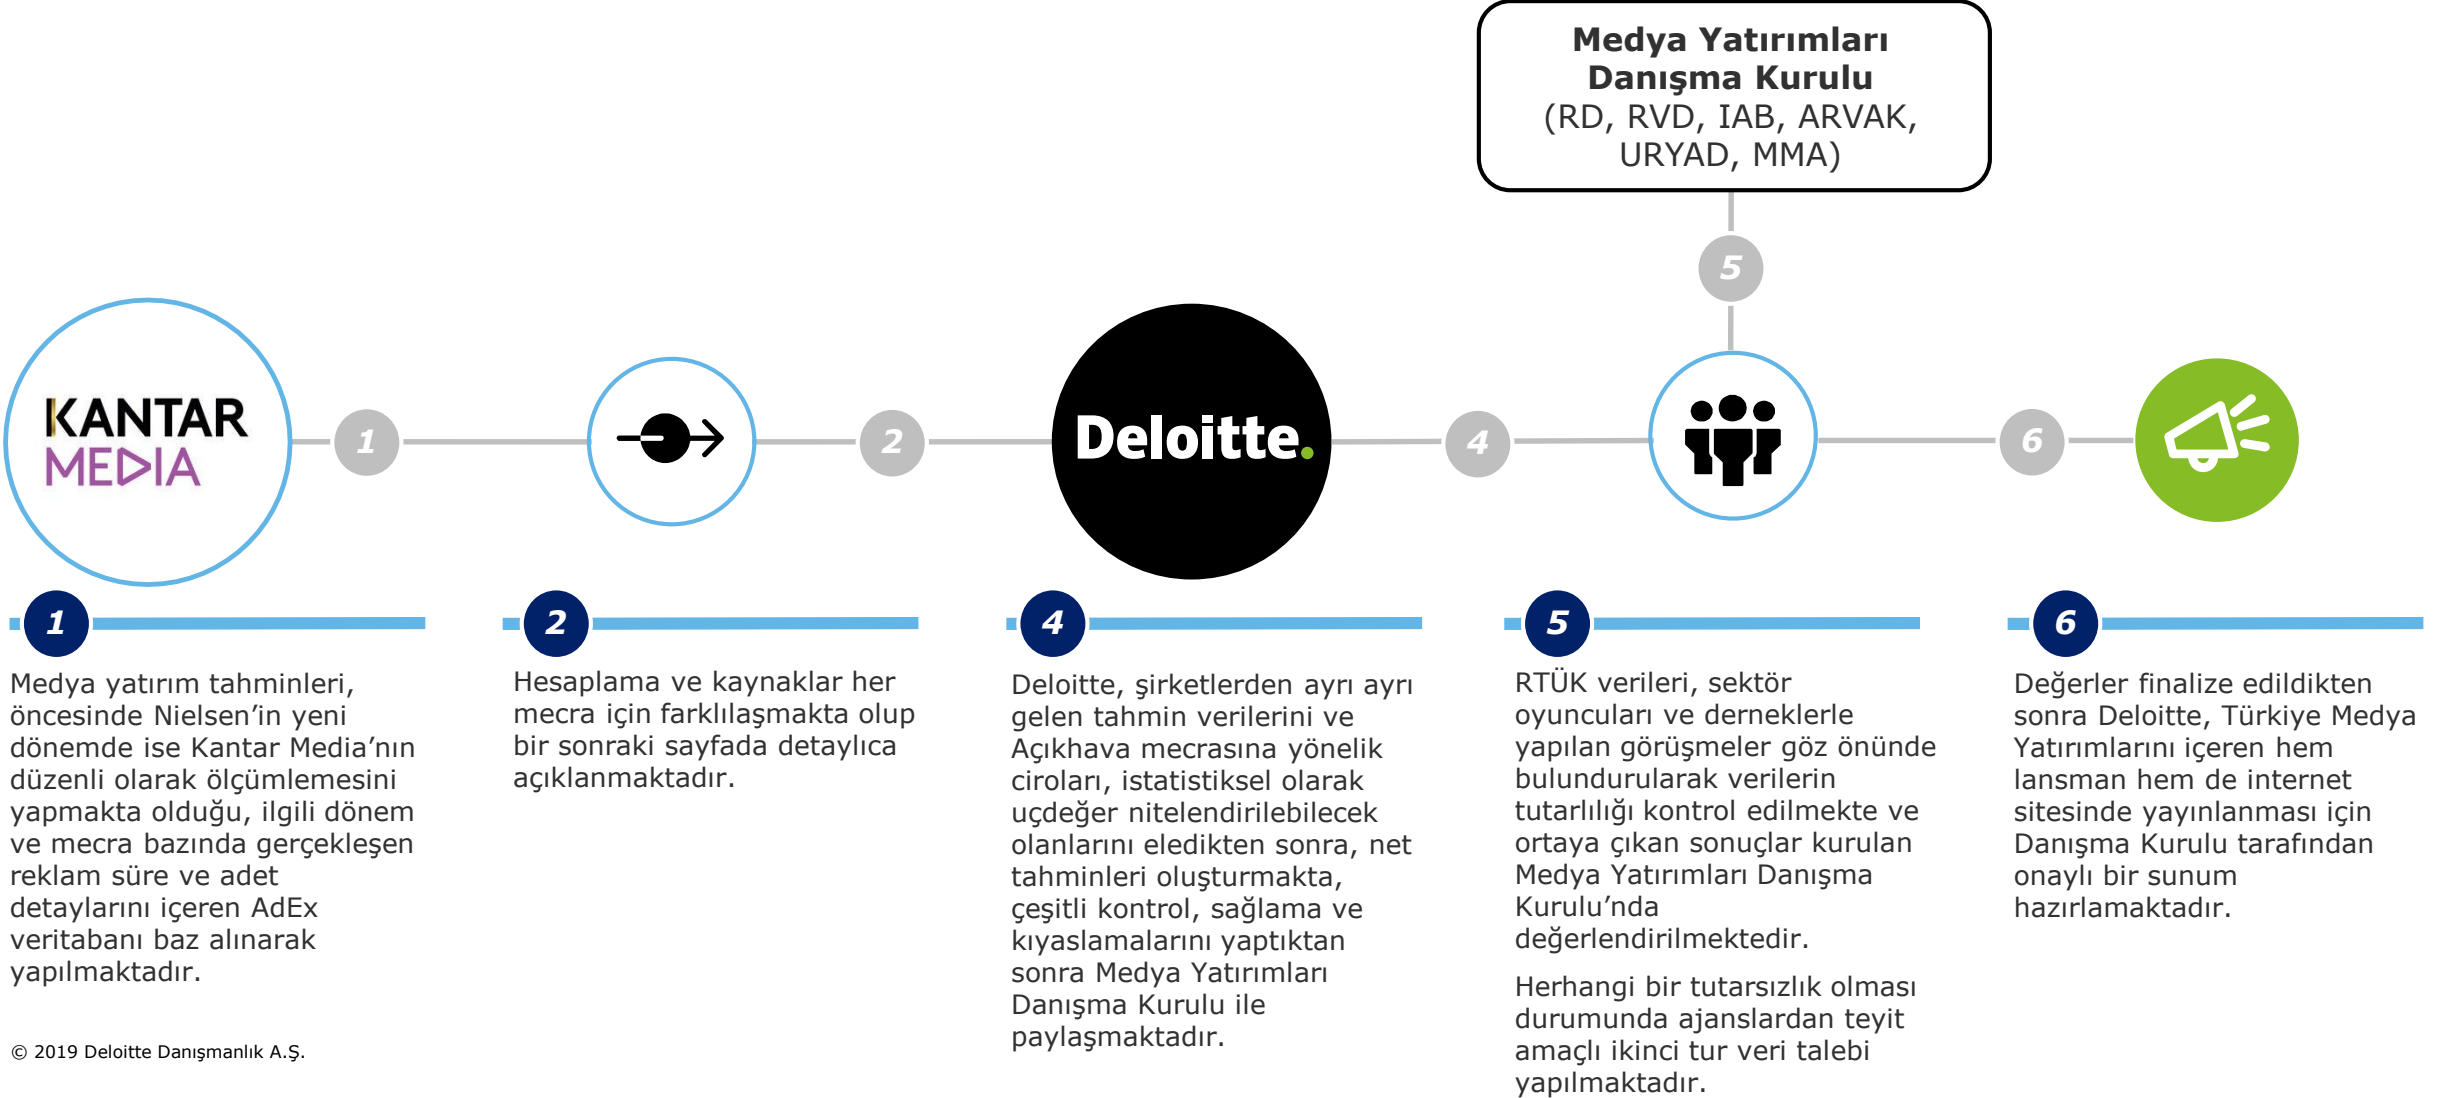 Medya Yatırımları
Danışma Kurulu
(RD, RVD, IAB, ARVAK,
URYAD, MMA)
5
KANTAR
MEDIA
1
2
Deloitte.
4
6
1
Medya yatırım tahminleri,
öncesinde Nielsen’in yeni
dönemde ise Kantar Media’nın
düzenli olarak ölçümlemesini
yapmakta olduğu, ilgili dönem
ve mecra bazında gerçekleşen
reklam süre ve adet
detaylarını içeren AdEx
veritabanı baz alınarak
yapılmaktadır.
2
Hesaplama ve kaynaklar her
mecra için farklılaşmakta olup
bir sonraki sayfada detaylıca
açıklanmaktadır.
4
Deloitte, şirketlerden ayrı ayrı
gelen tahmin verilerini ve
Açıkhava mecrasına yönelik
ciroları, istatistiksel olarak
uçdeğer nitelendirilebilecek
olanlarını eledikten sonra, net
tahminleri oluşturmakta,
çeşitli kontrol, sağlama ve
kıyaslamalarını yaptıktan
sonra Medya Yatırımları
Danışma Kurulu ile
paylaşmaktadır.
5
RTÜK verileri, sektör
oyuncuları ve derneklerle
yapılan görüşmeler göz önünde
bulundurularak verilerin
tutarlılığı kontrol edilmekte ve
ortaya çıkan sonuçlar kurulan
Medya Yatırımları Danışma
Kurulu’nda
değerlendirilmektedir.
Herhangi bir tutarsızlık olması
durumunda ajanslardan teyit
amaçlı ikinci tur veri talebi
yapılmaktadır.
6
Değerler finalize edildikten
sonra Deloitte, Türkiye Medya
Yatırımlarını içeren hem
lansman hem de internet
sitesinde yayınlanması için
Danışma Kurulu tarafından
onaylı bir sunum
hazırlamaktadır.
© 2019 Deloitte Danışmanlık A.Ş.